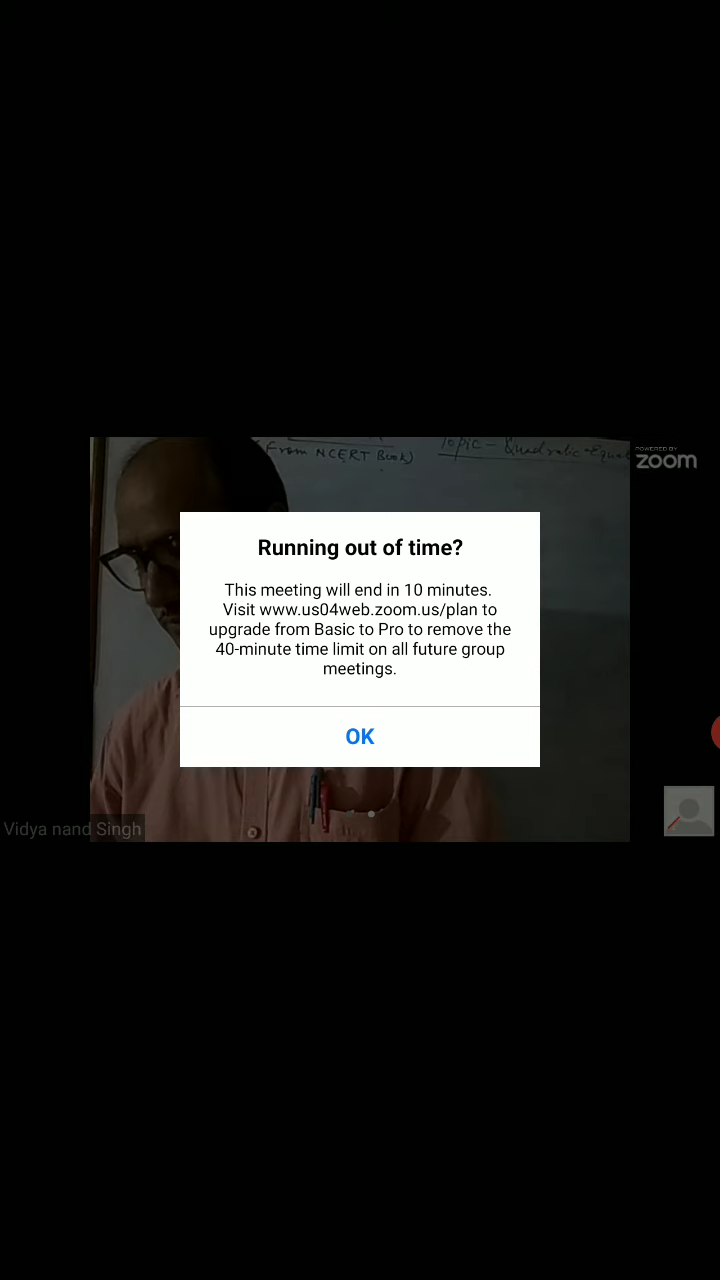 From NCERT Book)
Topic - Quadratic-Equa
POWERED BY
zoom
Running out of time?
This meeting will end in 10 minutes.
Visit www.us04web.zoom.us/plan to
upgrade from Basic to Pro to remove the
40-minute time limit on all future group
meetings.
OK
Vidya nand Singh